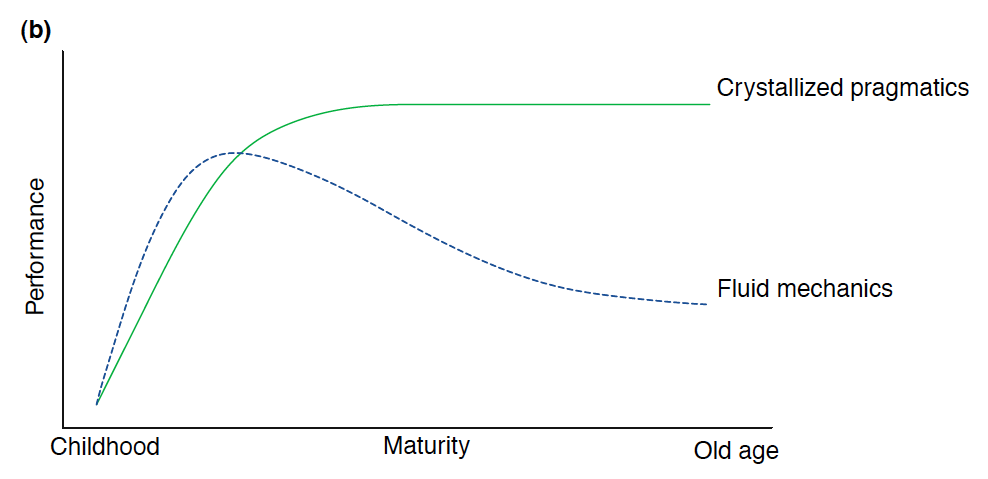 (b)
Crystallized pragmatics
Performance
Fluid mechanics
Childhood
Maturity
Old age